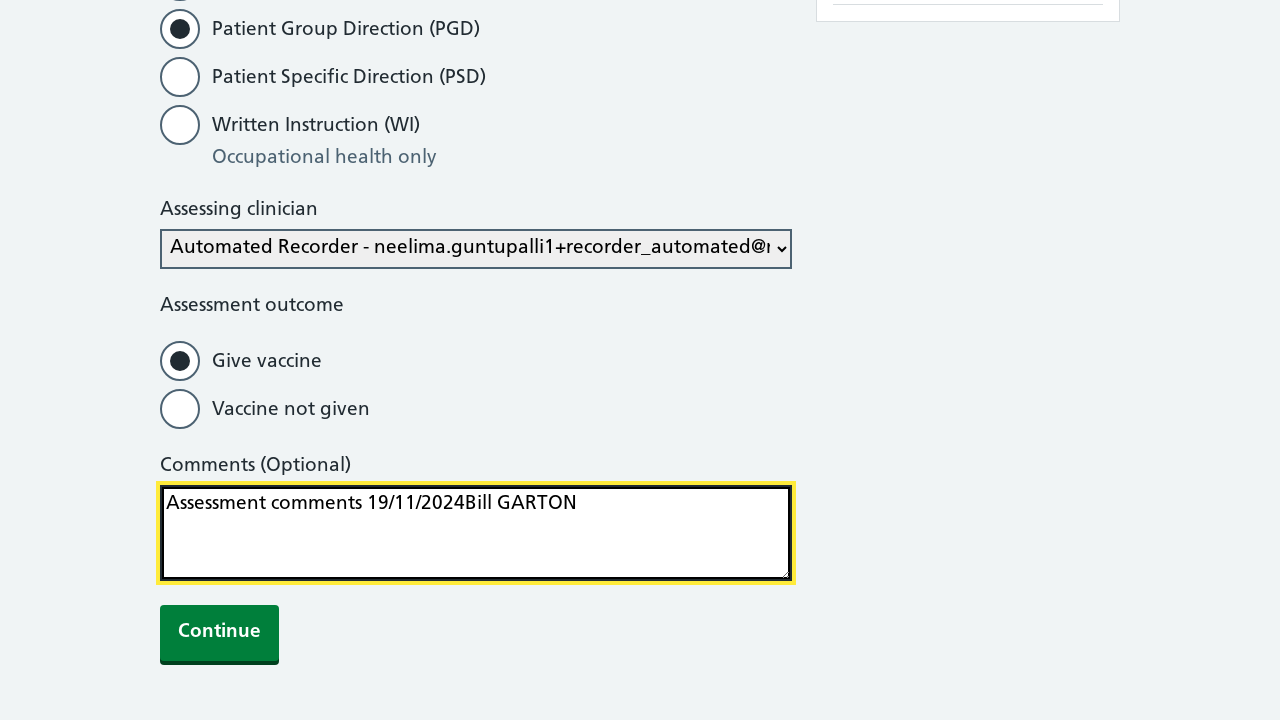 Patient Group Direction (PGD)
Patient Specific Direction (PSD)
Written Instruction (WI)
Occupational health only
Assessing clinician
Automated Recorder - neelima.guntupalli1+recorder_automated@
Assessment outcome
Give vaccine
Vaccine not given
Comments (Optional)
Assessment comments 19/11/2024Bill GARTON
Continue